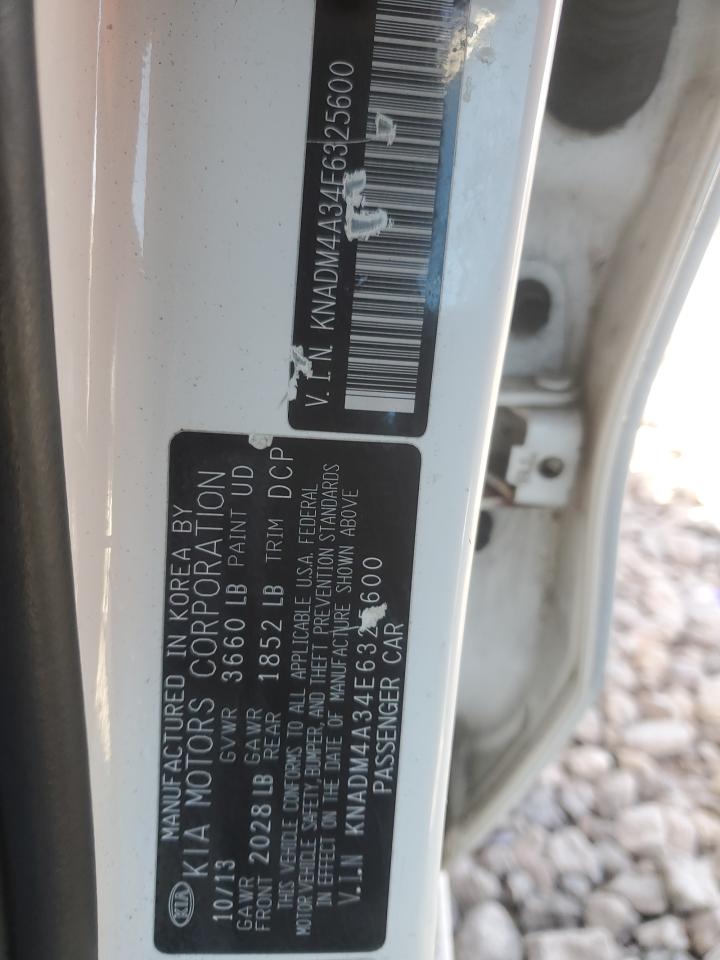 V.I.N. KNADM4A34E6325600
MANUFACTURED IN KOREA BY
KIA KIA MOTORS CORPORATION
10/13 GVWR 3660 LB PAINT UD
GAWR FRONT 2028 LB GAWR REAR 1852 LB TRIM DCP
THIS VEHICLE CONFORMS TO ALL APPLICABLE U.S.A. FEDERAL
MOTOR VEHICLE SAFETY, BUMPER, AND THEFT PREVENTION STANDARDS
IN EFFECT ON THE DATE OF MANUFACTURE SHOWN ABOVE
V.I.N KNADM4A34E632 600
PASSENGER CAR